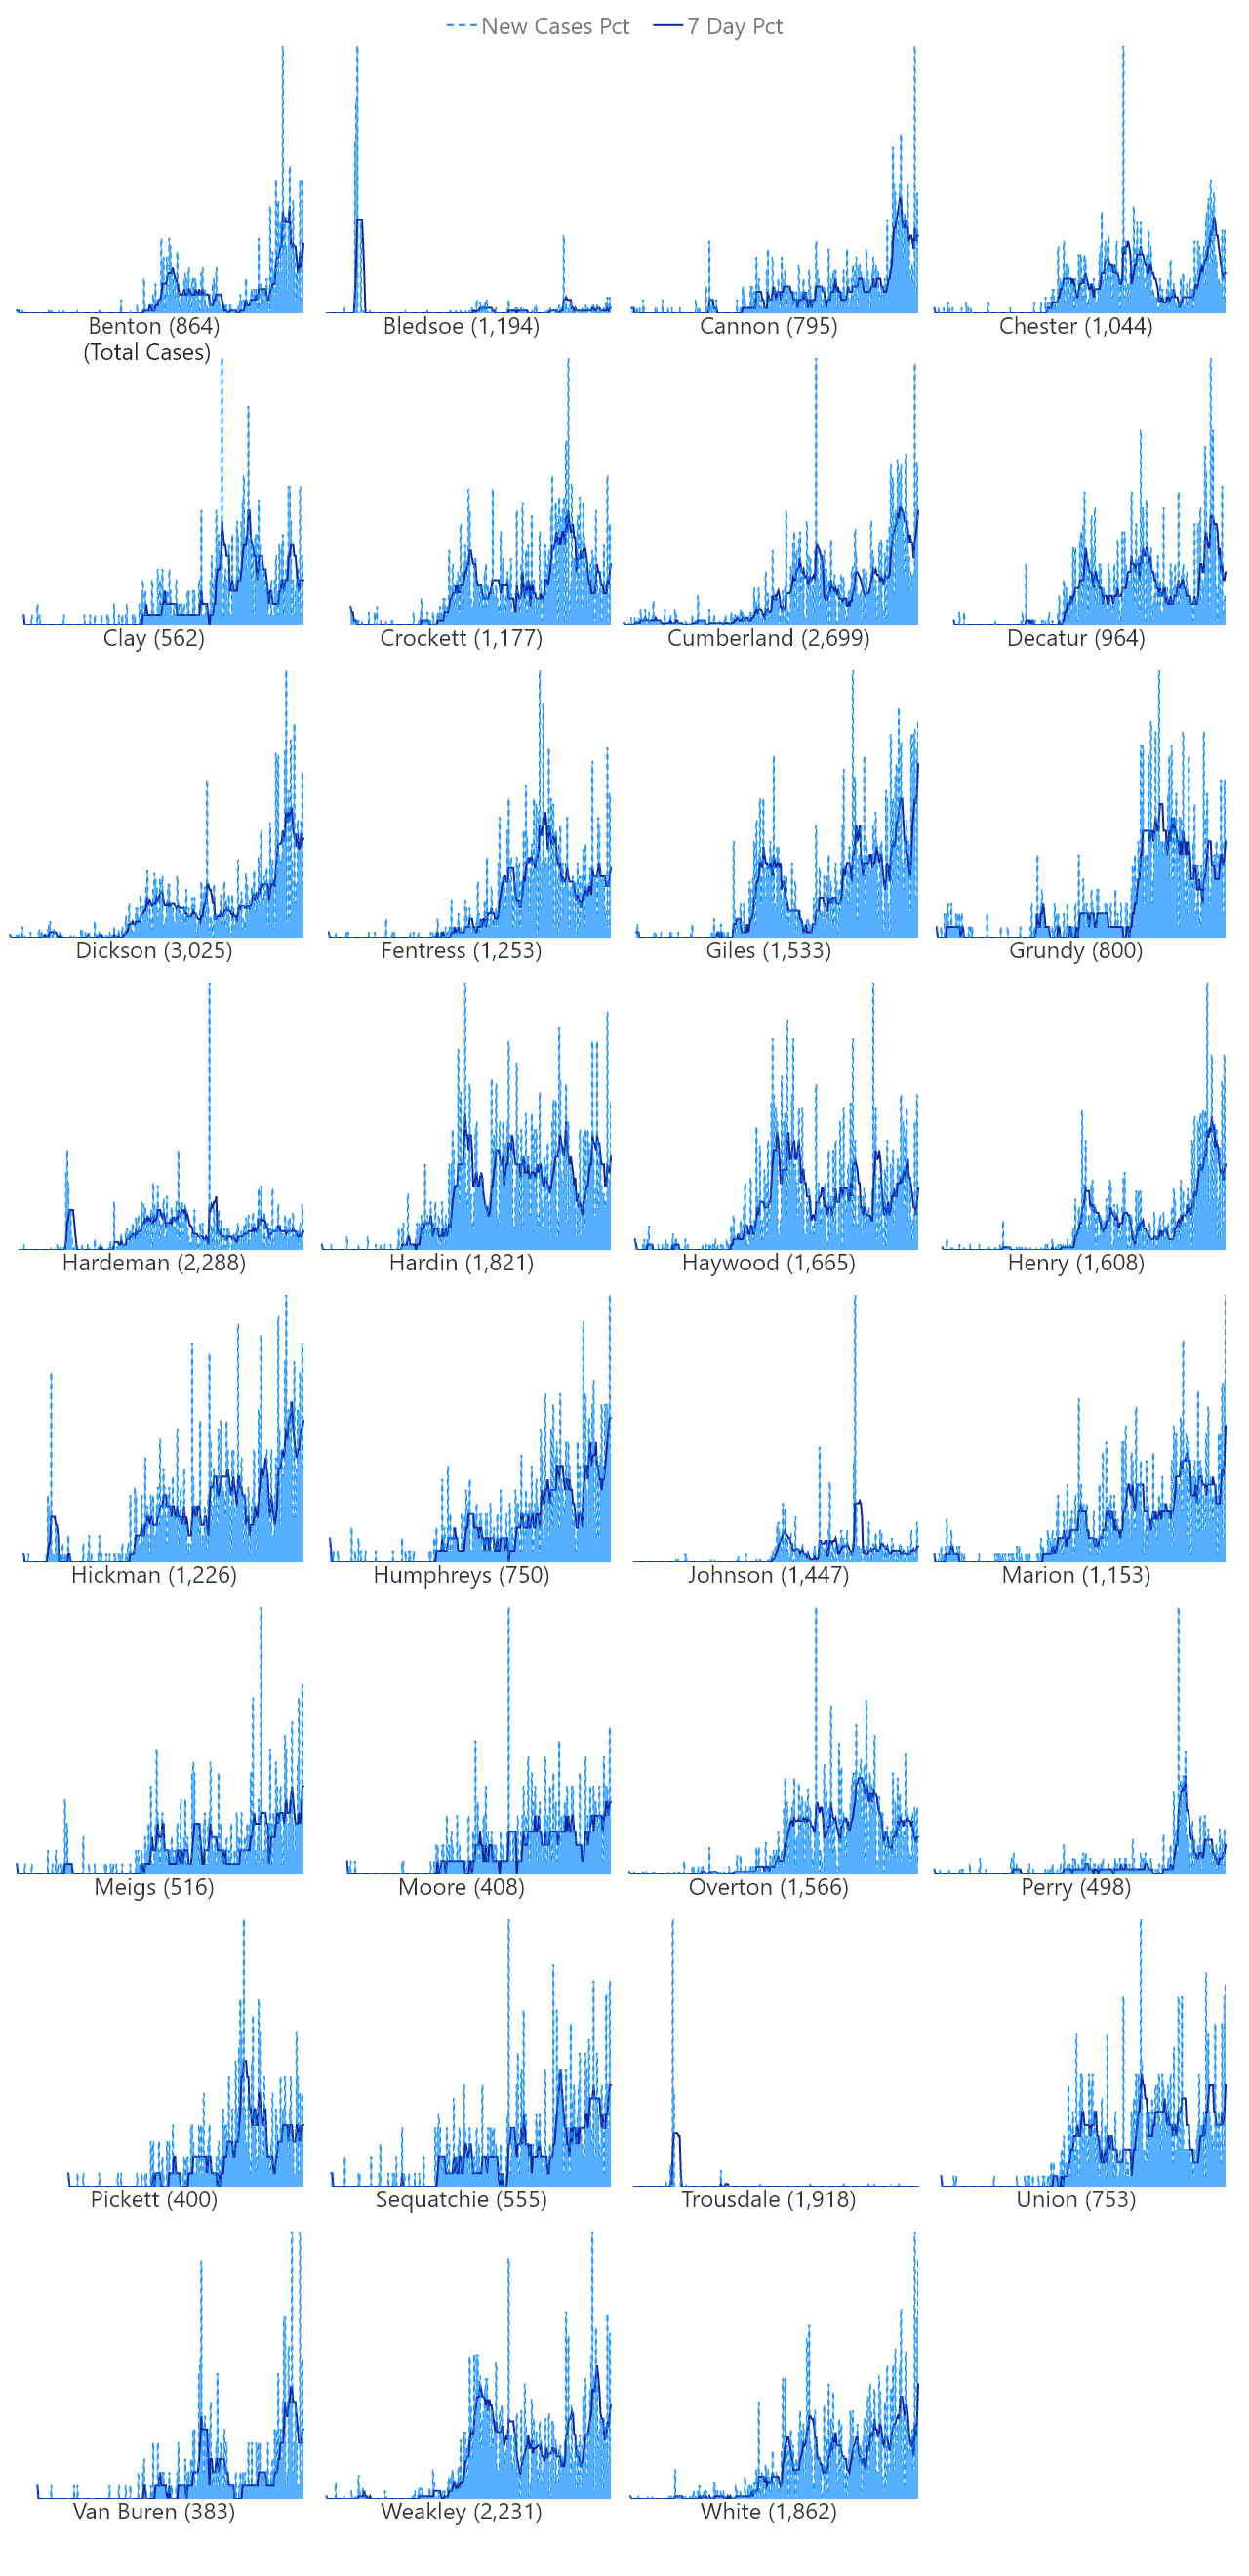 New Cases Pct 7 Day Pct
Benton (864) Bledsoe (1,194) Cannon (795) Chester (1,044)
(Total Cases)
Clay (562) Crockett (1,177) Cumberland (2,699) Decatur (964)
Dickson (3,025) Fentress (1,253) Giles (1,533) Grundy (800)
Hardeman (2,288) Hardin (1,821) Haywood (1,665) Henry (1,608)
Hickman (1,226) Humphreys (750) Johnson (1,447) Marion (1,153)
Meigs (516) Moore (408) Overton (1,566) Perry (498)
Pickett (400) Sequatchie (555) Trousdale (1,918) Union (753)
Van Buren (383) Weakley (2,231) White (1,862)